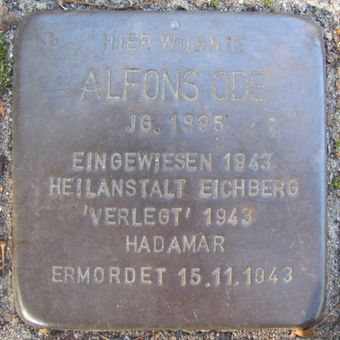 HIER WOHNTE
ALFONS ODE
JG. 1895
EINGEWIESEN 1943
HEILANSTALT EICHBERG
'VERLEGT' 1943
HADAMAR
ERMORDET 15.11.1943